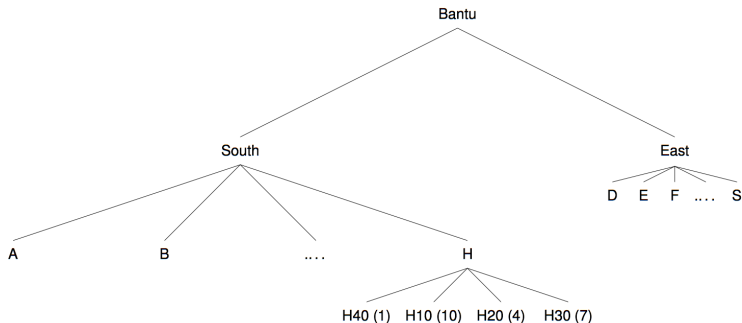 Bantu
South East
D E F .... S
A B .... H
H40 (1) H10 (10) H20 (4) H30 (7)